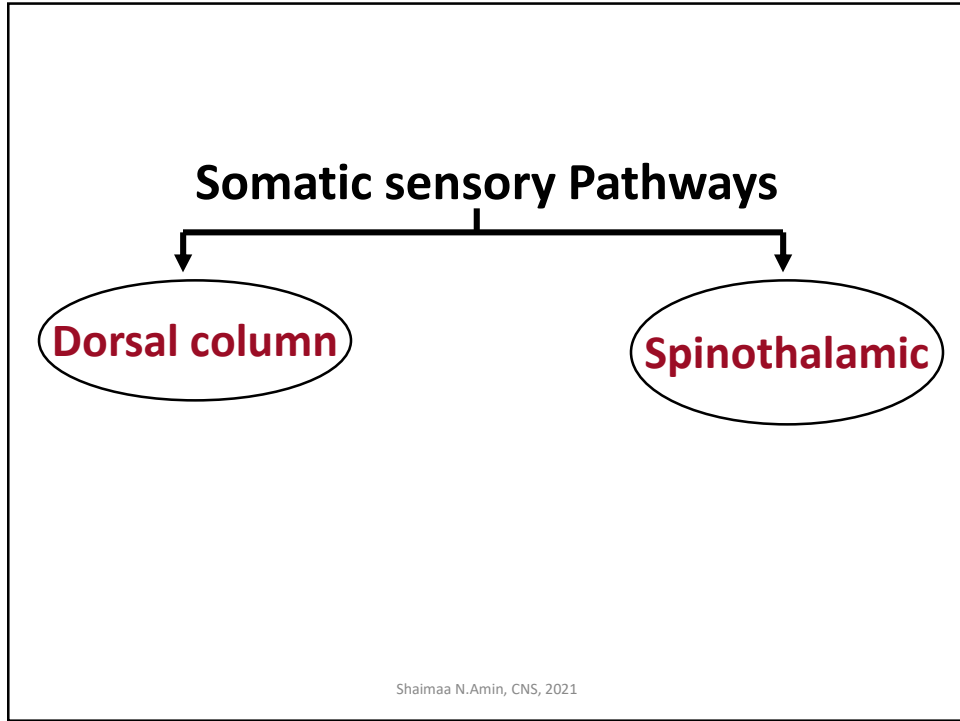 Somatic sensory Pathways
Dorsal column
Spinothalamic
Shaimaa N.Amin, CNS, 2021